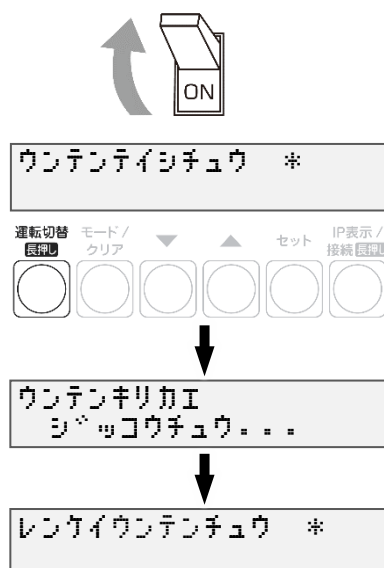 ON
ウンテンテイシチュウ *
運転切替 モード / ▼ ▲ セット IP表示 /
長押し クリア 接続 長押し
ウンテンキリカエ
ジッコウチュウ...
レンケイウンテンチュウ *